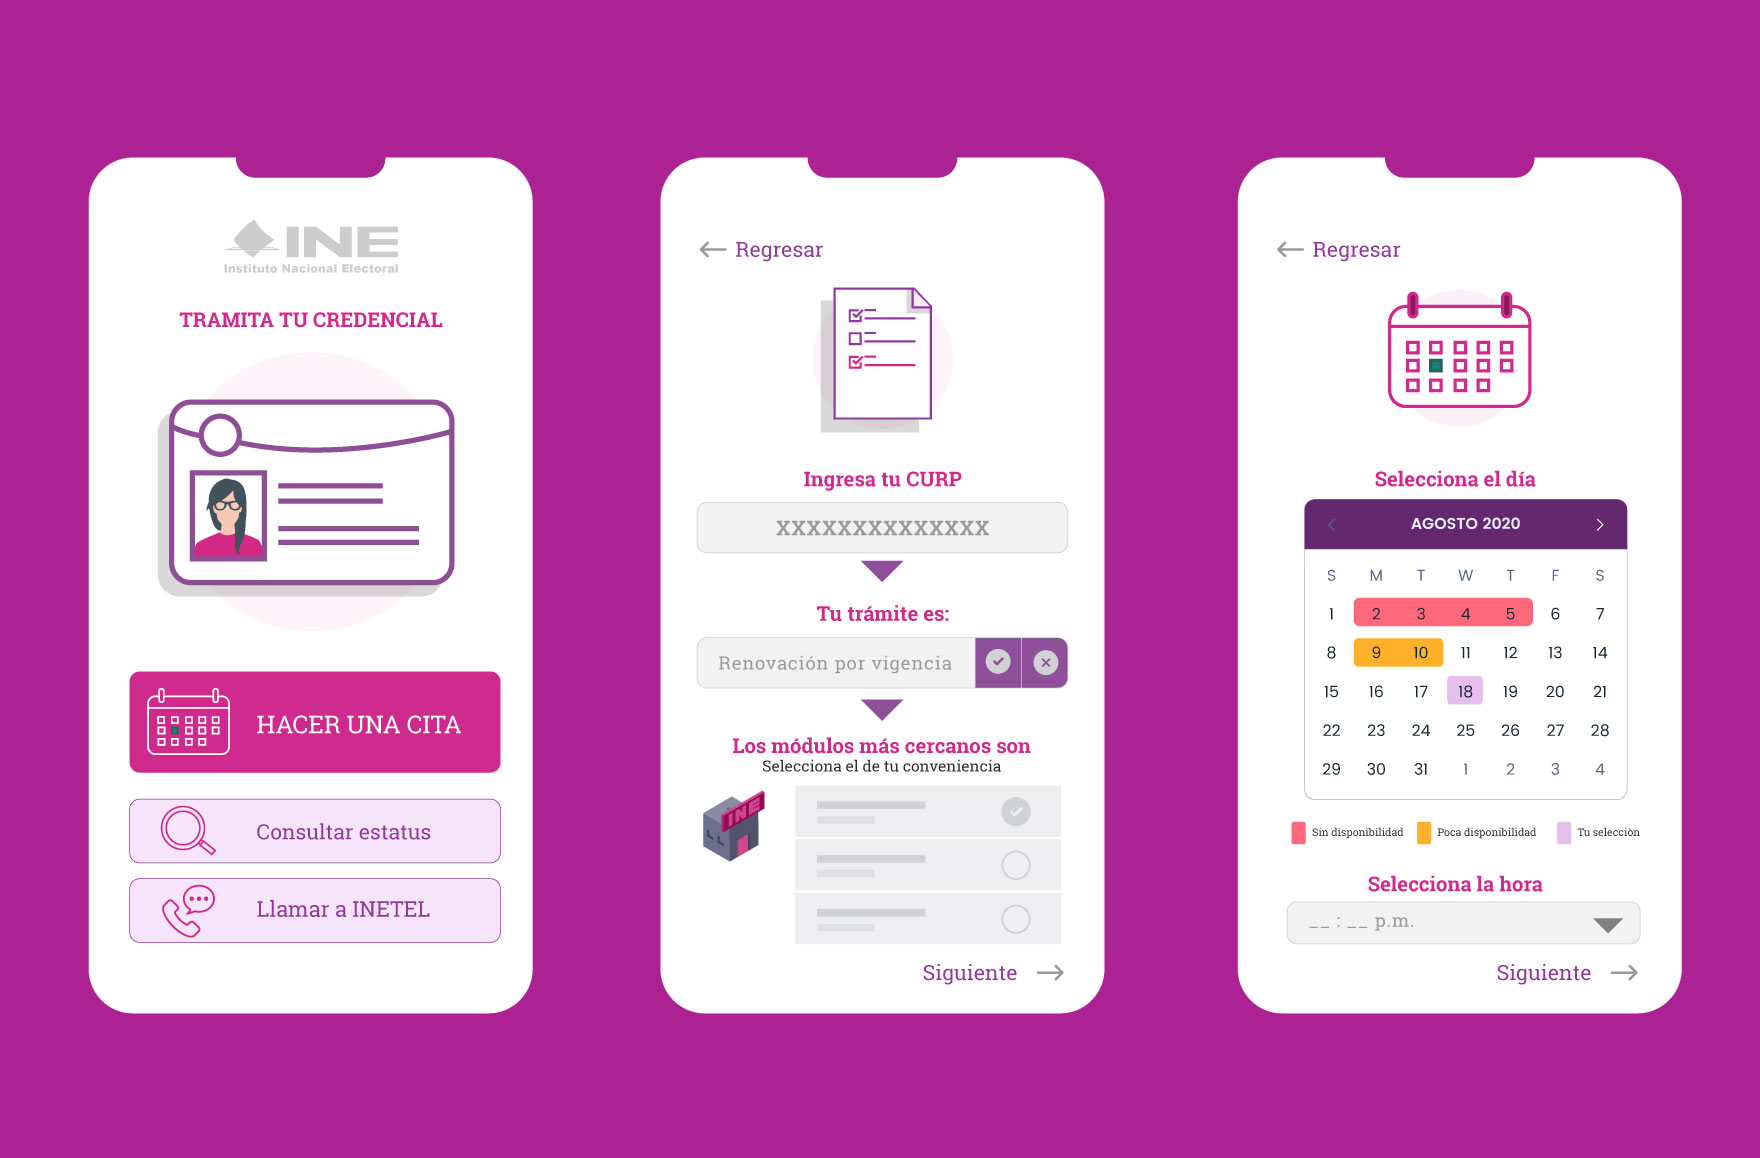 INE
Instituto Nacional Electoral
TRAMITA TU CREDENCIAL
HACER UNA CITA
Consultar estatus
Llamar a INETEL
Regresar
Ingresa tu CURP
XXXXXXXXXXXXXX
Tu trámite es:
Renovación por vigencia
Los módulos más cercanos son
Selecciona el de tu conveniencia
INE
Siguiente
Regresar
Selecciona el día
AGOSTO 2020
S M T W T F S
1 2 3 4 5 6 7
8 9 10 11 12 13 14
15 16 17 18 19 20 21
22 23 24 25 26 27 28
29 30 31 1 2 3 4
Sin disponibilidad Poca disponibilidad Tu selecciòn
Selecciona la hora
__ : __ p.m.
Siguiente